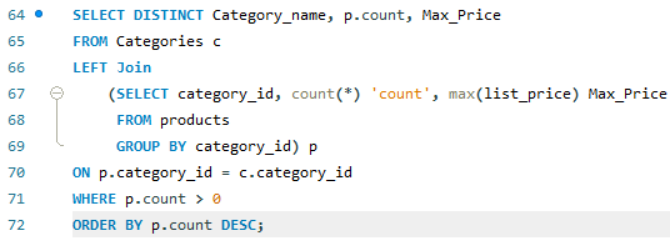 64 SELECT DISTINCT Category_name, p.count, Max_Price
65 FROM Categories c
66 LEFT Join
67 (SELECT category_id, count(*) 'count', max(list_price) Max_Price
68 FROM products
69 GROUP BY category_id) p
70 ON p.category_id = c.category_id
71 WHERE p.count > 0
72 ORDER BY p.count DESC;